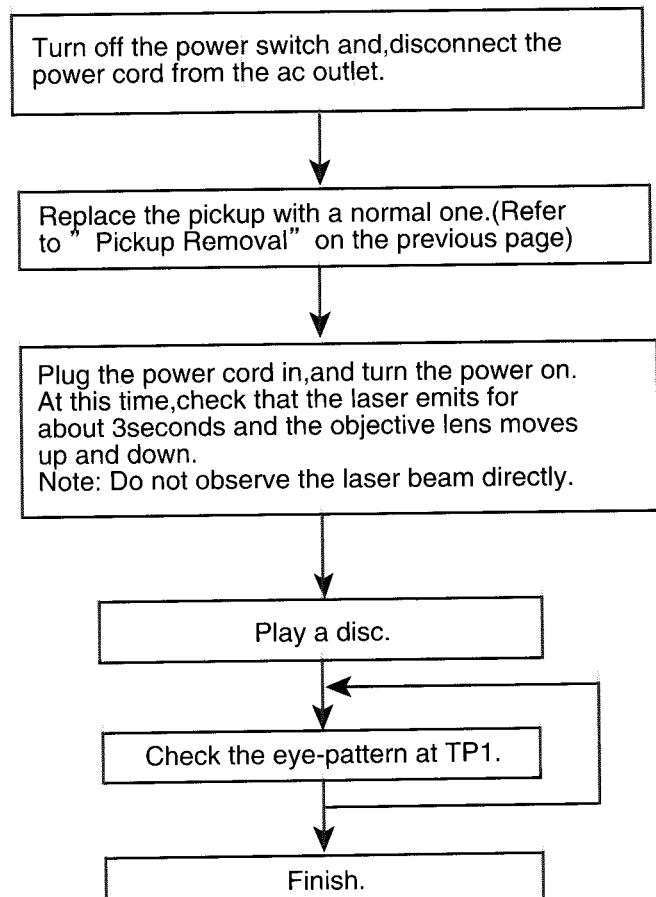 Turn off the power switch and,disconnect the
power cord from the ac outlet.
Replace the pickup with a normal one.(Refer
to ” Pickup Removal” on the previous page)
Plug the power cord in,and turn the power on.
At this time,check that the laser emits for
about 3seconds and the objective lens moves
up and down.
Note: Do not observe the laser beam directly.
Play a disc.
Check the eye-pattern at TP1.
Finish.